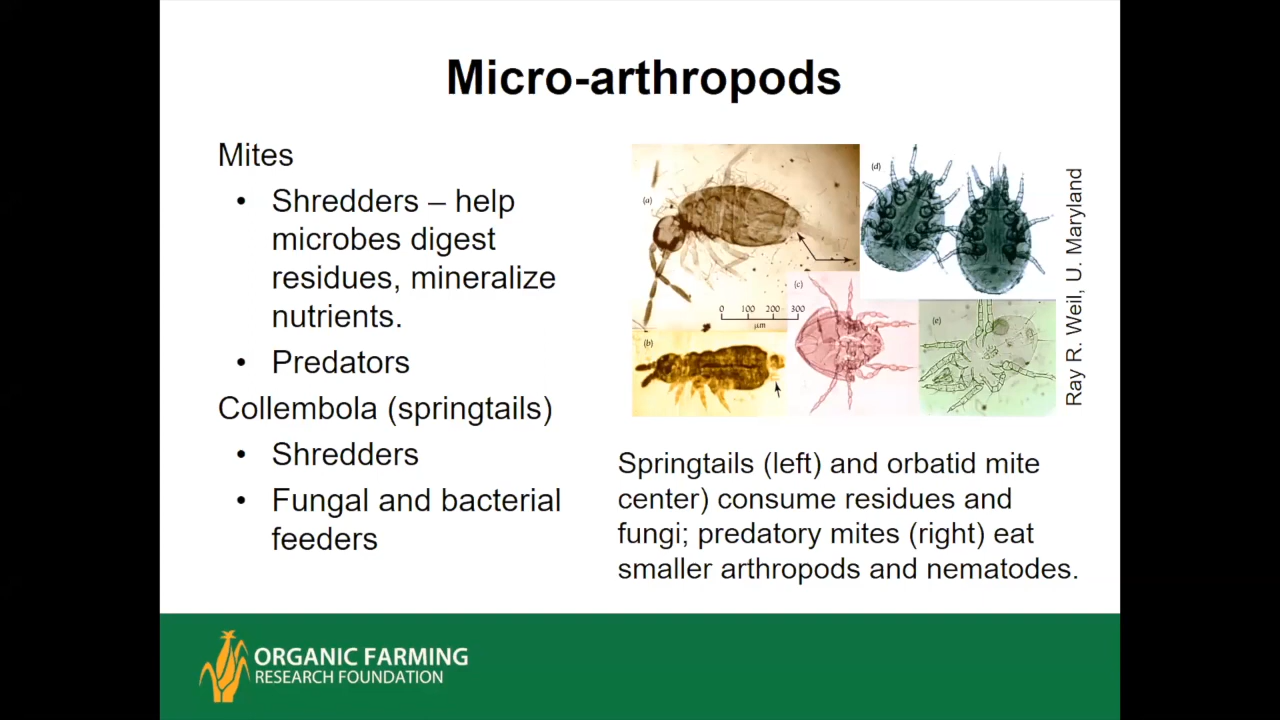 Micro-arthropods
Mites
• Shredders – help
microbes digest
residues, mineralize
nutrients.
• Predators
Collembola (springtails)
• Shredders
• Fungal and bacterial
feeders
(a)
(d)
(c)
0 100 200 300
µm
(b)
(e)
Ray R. Weil, U. Maryland
Springtails (left) and orbatid mite
center) consume residues and
fungi; predatory mites (right) eat
smaller arthropods and nematodes.
ORGANIC FARMING
RESEARCH FOUNDATION